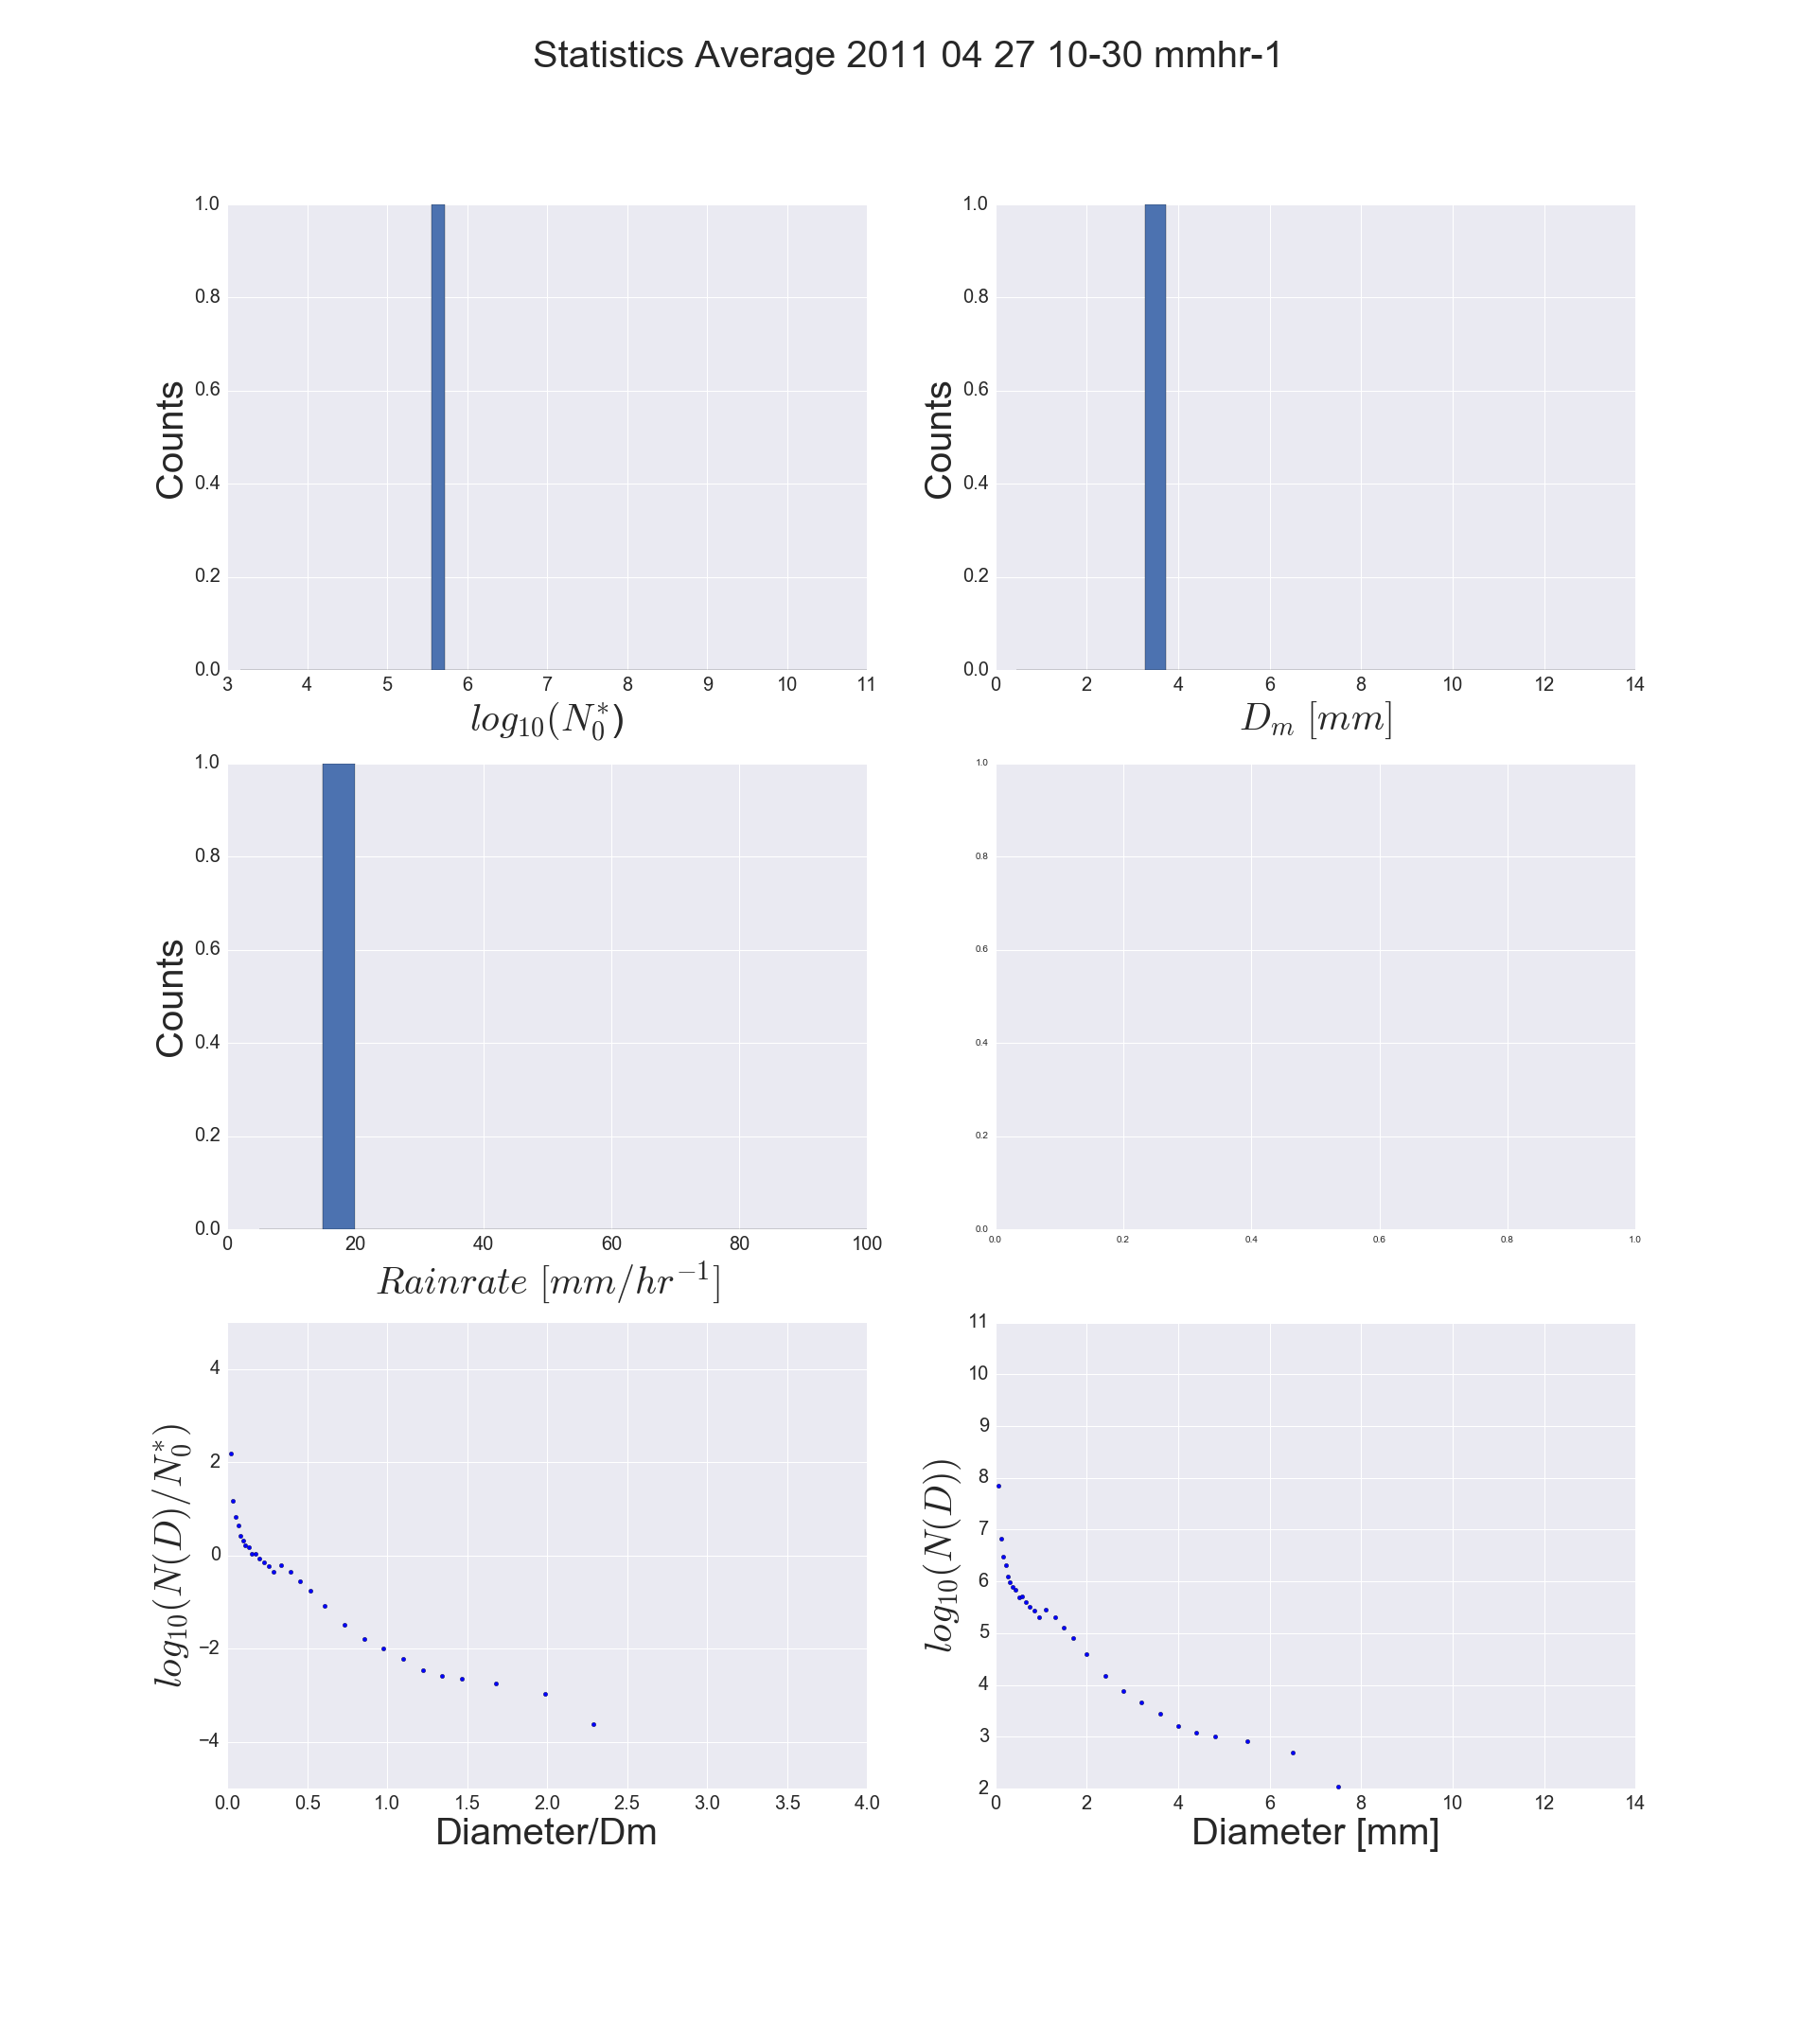 Statistics Average 2011 04 27 10-30 mmhr-1
1.0
0.8
0.6
0.4
0.2
0.0
Counts
3 4 5 6 7 8 9 10 11
log10(N0*)
1.0
0.8
0.6
0.4
0.2
0.0
Counts
0 2 4 6 8 10 12 14
Dm [mm]
1.0
0.8
0.6
0.4
0.2
0.0
Counts
0 20 40 60 80 100
Rainrate [mm/hr−1]
1.0
0.8
0.6
0.4
0.2
0.0
0.0 0.2 0.4 0.6 0.8 1.0
4
2
0
−2
−4
log10(N(D)/N0*)
0.0 0.5 1.0 1.5 2.0 2.5 3.0 3.5 4.0
Diameter/Dm
11
10
9
8
7
6
5
4
3
2
log10(N(D))
0 2 4 6 8 10 12 14
Diameter [mm]